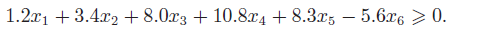 1.2x₁ + 3.4x₂ + 8.0x₃ + 10.8x₄ + 8.3x₅ − 5.6x₆ ⩾ 0.